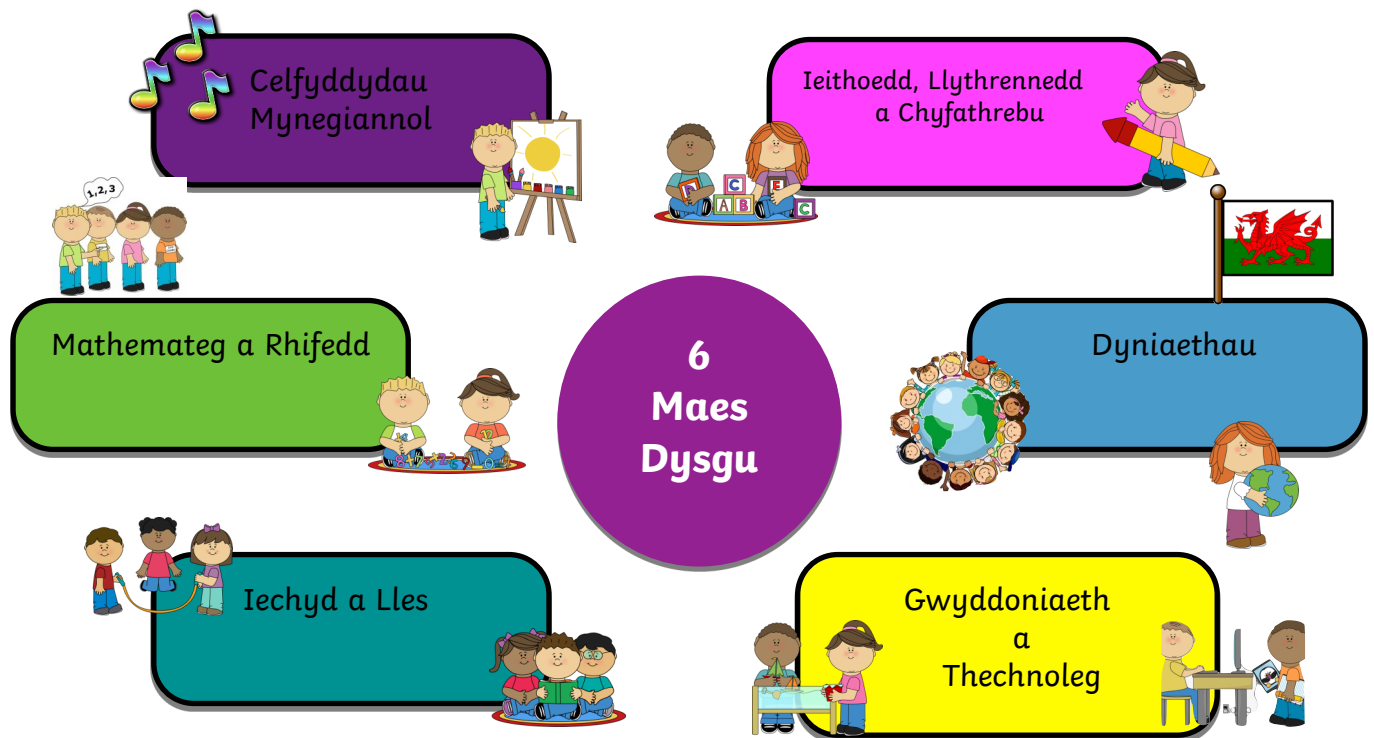 Celfyddydau
Mynegiannol
Ieithoedd, Llythrennedd
a Chyfathrebu
1,2,3
C
E
A B
C
Mathemateg a Rhifedd
6
Maes
Dysgu
Dyniaethau
Iechyd a Lles
Gwyddoniaeth
a
Thechnoleg